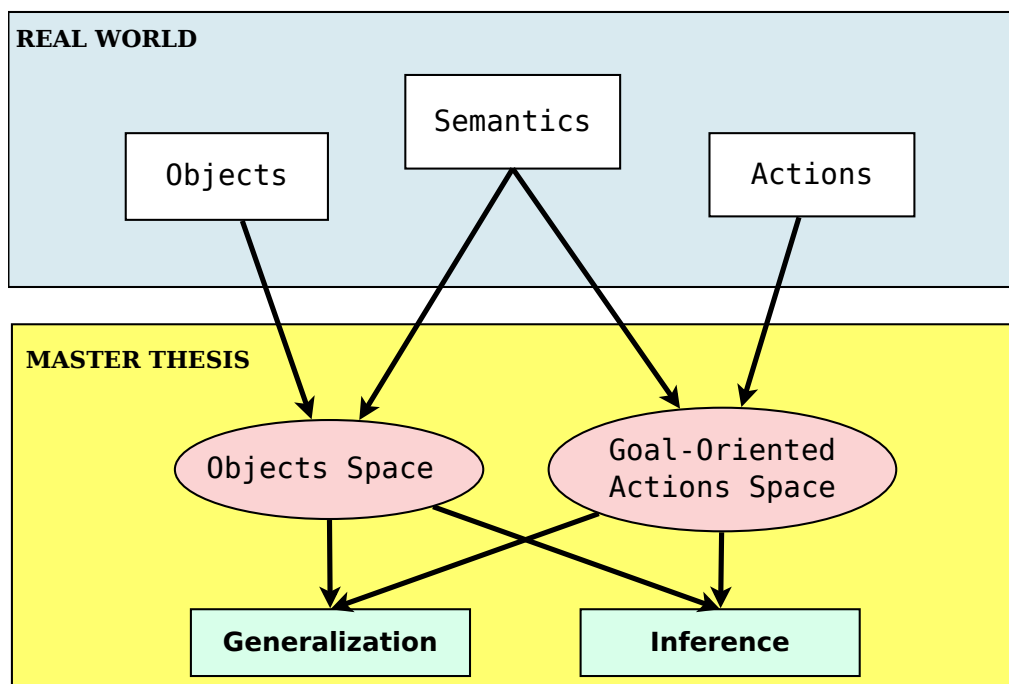 REAL WORLD
Semantics
Objects
Actions
MASTER THESIS
Objects Space
Goal-Oriented
Actions Space
Generalization
Inference